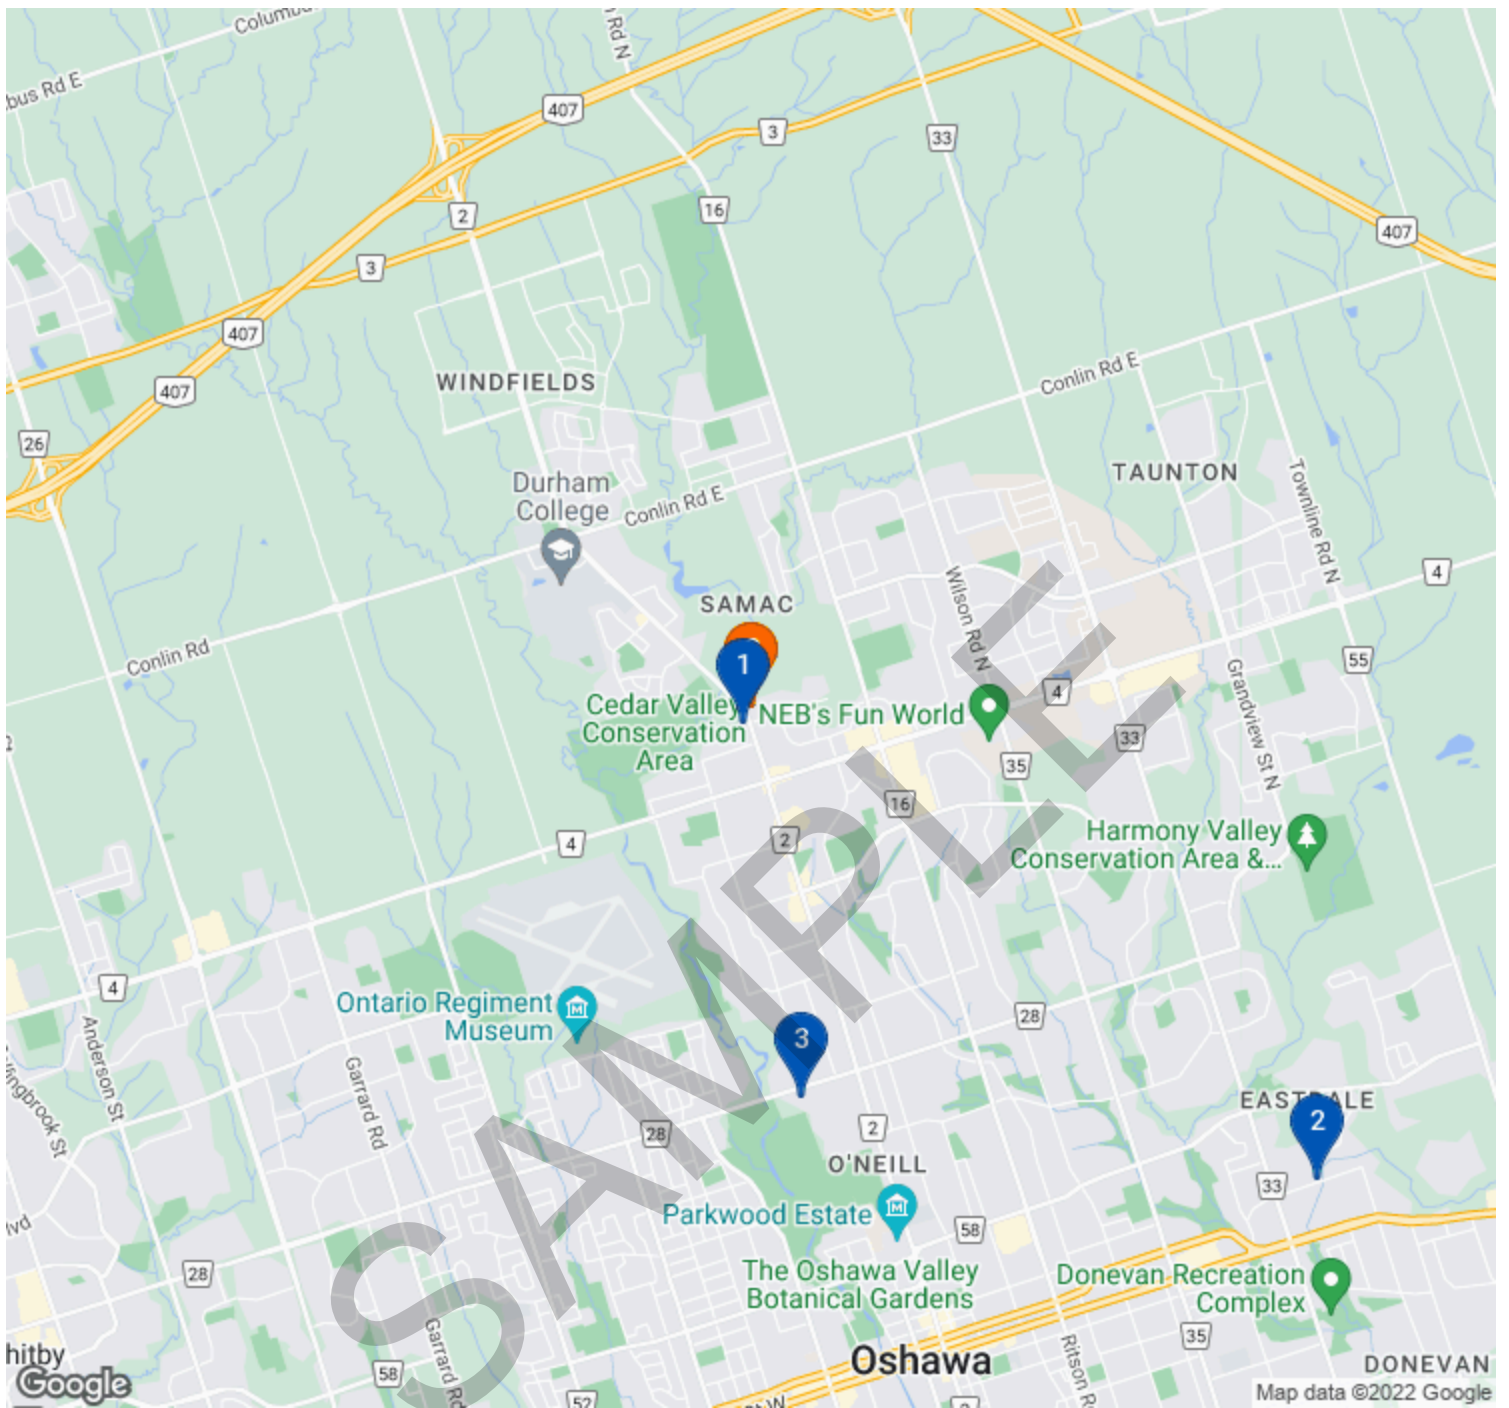 Columbus
bus Rd E
Rd N
407
3
33
2
16
3
407
407
407
26
WINDFIELDS
Conlin Rd E
TAUNTON
Durham
College
Conlin Rd E
Townline Rd N
4
SAMAC
Wilson Rd N
Conlin Rd
1
55
4
Grandview St N
Cedar Valley
Conservation
Area
NEB's Fun World
33
35
16
2
4
Harmony Valley
Conservation Area &...
4
Ontario Regiment
Museum
28
Anderson St
Garrard Rd
3
EASTDALE
2
28
2
O'NEILL
33
Parkwood Estate
58
28
The Oshawa Valley
Botanical Gardens
Donevan Recreation
Complex
Garrard Rd
35
Ritson
hitby
58
Oshawa
DONEVAN
Google
52
2
Map data ©2022 Google
SAMPLE